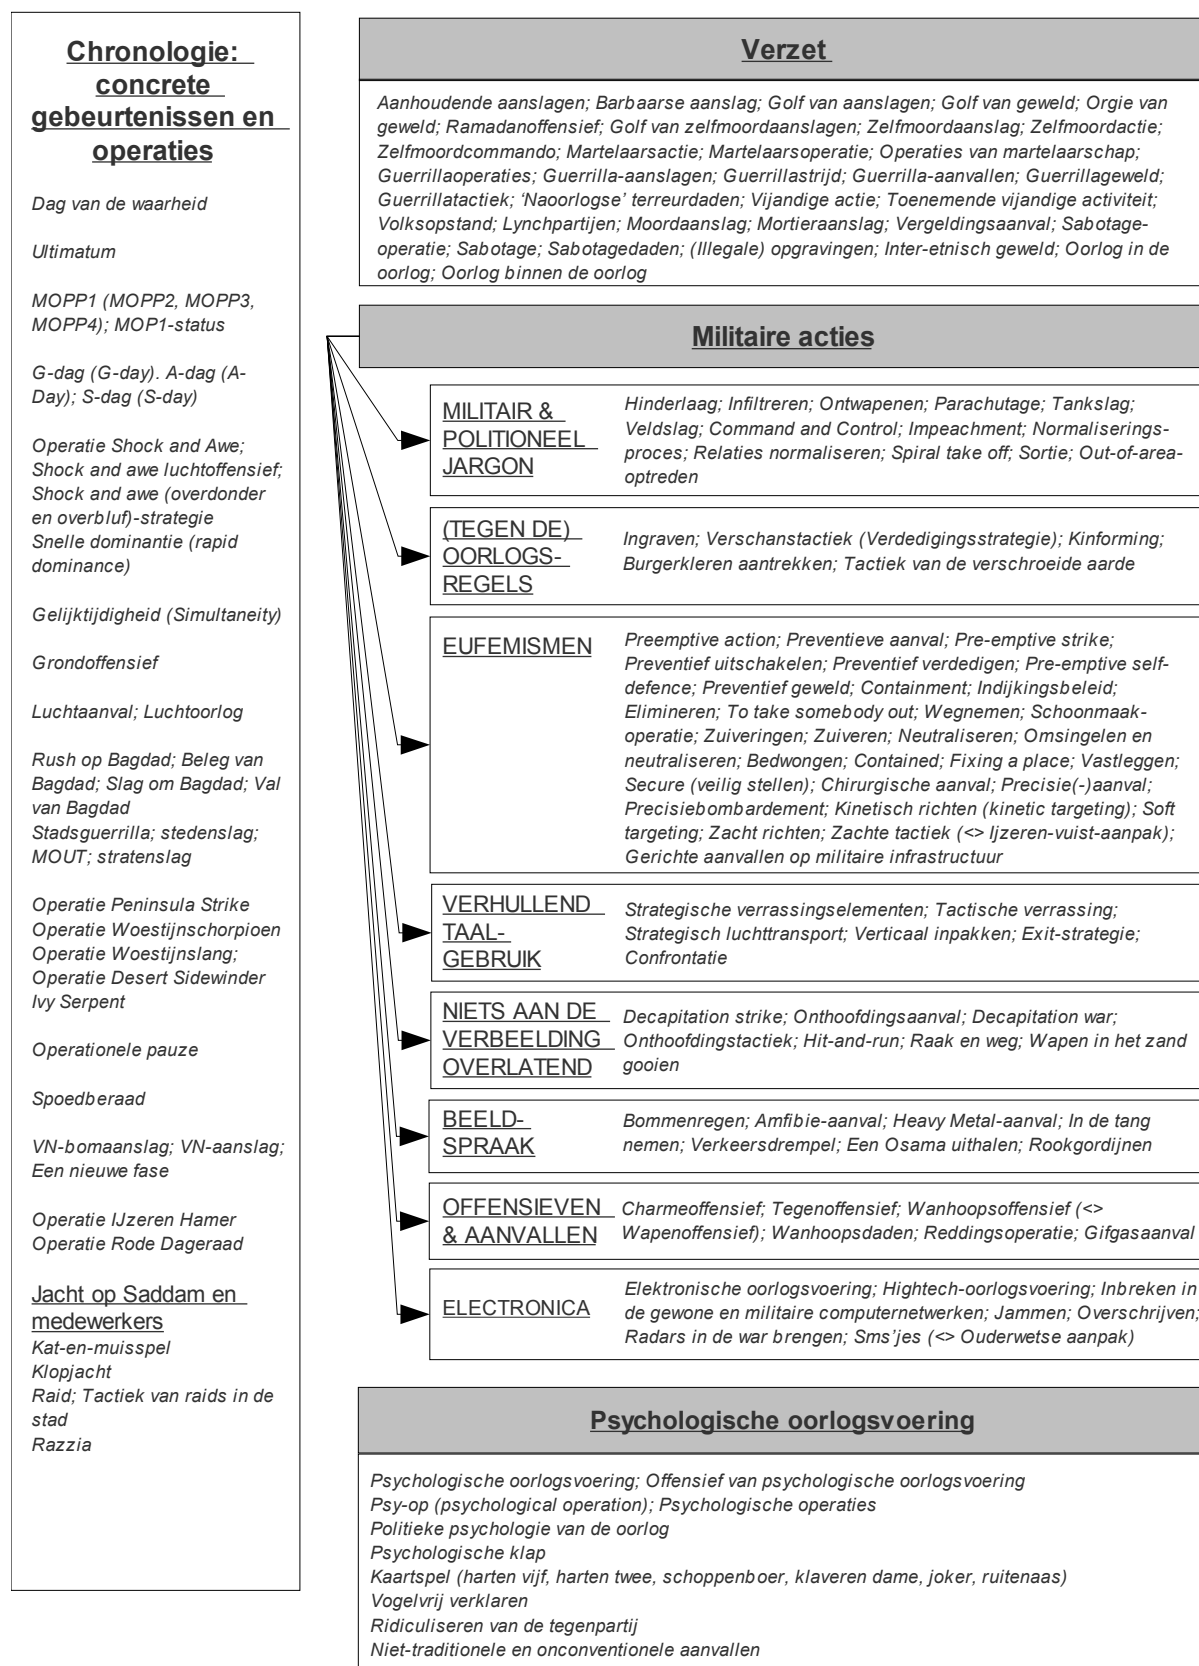 Chronologie:
concrete
gebeurtenissen en
operaties
Dag van de waarheid
Ultimatum
MOPP1 (MOPP2, MOPP3,
MOPP4); MOP1-status
G-dag (G-day). A-dag (A-
Day); S-dag (S-day)
Operatie Shock and Awe;
Shock and awe luchtoffensief;
Shock and awe (overdonder
en overbluf)-strategie
Snelle dominantie (rapid
dominance)
Gelijktijdigheid (Simultaneity)
Grondoffensief
Luchtaanval; Luchtoorlog
Rush op Bagdad; Beleg van
Bagdad; Slag om Bagdad; Val
van Bagdad
Stadsguerrilla; stedenslag;
MOUT; stratenslag
Operatie Peninsula Strike
Operatie Woestijnschorpioen
Operatie Woestijnslang;
Operatie Desert Sidewinder
Ivy Serpent
Operationele pauze
Spoedberaad
VN-bomaanslag; VN-aanslag;
Een nieuwe fase
Operatie IJzeren Hamer
Operatie Rode Dageraad
Jacht op Saddam en
medewerkers
Kat-en-muisspel
Klopjacht
Raid; Tactiek van raids in de
stad
Razzia
Verzet
Aanhoudende aanslagen; Barbaarse aanslag; Golf van aanslagen; Golf van geweld; Orgie van
geweld; Ramadanoffensief; Golf van zelfmoordaanslagen; Zelfmoordaanslag; Zelfmoordactie;
Zelfmoordcommando; Martelaarsactie; Martelaarsoperatie; Operaties van martelaarschap;
Guerrillaoperaties; Guerrilla-aanslagen; Guerrillastrijd; Guerrilla-aanvallen; Guerrillageweld;
Guerrillatactiek; ‘Naoorlogse’ terreurdaden; Vijandige actie; Toenemende vijandige activiteit;
Volksopstand; Lynchpartijen; Moordaanslag; Mortieraanslag; Vergeldingsaanval; Sabotage-
operatie; Sabotage; Sabotagedaden; (Illegale) opgravingen; Inter-etnisch geweld; Oorlog in de
oorlog; Oorlog binnen de oorlog
Militaire acties
MILITAIR &
POLITIONEEL
JARGON
Hinderlaag; Infiltreren; Ontwapenen; Parachutage; Tankslag;
Veldslag; Command and Control; Impeachment; Normaliserings-
proces; Relaties normaliseren; Spiral take off; Sortie; Out-of-area-
optreden
(TEGEN DE)
OORLOGS-
REGELS
Ingraven; Verschanstactiek (Verdedigingsstrategie); Kinforming;
Burgerkleren aantrekken; Tactiek van de verschroeide aarde
EUFEMISMEN
Preemptive action; Preventieve aanval; Pre-emptive strike;
Preventief uitschakelen; Preventief verdedigen; Pre-emptive self-
defence; Preventief geweld; Containment; Indijkingsbeleid;
Elimineren; To take somebody out; Wegnemen; Schoonmaak-
operatie; Zuiveringen; Zuiveren; Neutraliseren; Omsingelen en
neutraliseren; Bedwongen; Contained; Fixing a place; Vastleggen;
Secure (veilig stellen); Chirurgische aanval; Precisie(-)aanval;
Precisiebombardement; Kinetisch richten (kinetic targeting); Soft
targeting; Zacht richten; Zachte tactiek (<> Ijzeren-vuist-aanpak);
Gerichte aanvallen op militaire infrastructuur
VERHULLEND
TAAL-
GEBRUIK
Strategische verrassingselementen; Tactische verrassing;
Strategisch luchttransport; Verticaal inpakken; Exit-strategie;
Confrontatie
NIETS AAN DE
VERBEELDING
OVERLATEND
Decapitation strike; Onthoofdingsaanval; Decapitation war;
Onthoofdingstactiek; Hit-and-run; Raak en weg; Wapen in het zand
gooien
BEELD-
SPRAAK
Bommenregen; Amfibie-aanval; Heavy Metal-aanval; In de tang
nemen; Verkeersdrempel; Een Osama uithalen; Rookgordijnen
OFFENSIEVEN
& AANVALLEN
Charmeoffensief; Tegenoffensief; Wanhoopsoffensief (<>
Wapenoffensief); Wanhoopsdaden; Reddingsoperatie; Gifgasaanval
ELECTRONICA
Elektronische oorlogsvoering; Hightech-oorlogsvoering; Inbreken in
de gewone en militaire computernetwerken; Jammen; Overschrijven;
Radars in de war brengen; Sms’jes (<> Ouderwetse aanpak)
Psychologische oorlogsvoering
Psychologische oorlogsvoering; Offensief van psychologische oorlogsvoering
Psy-op (psychological operation); Psychologische operaties
Politieke psychologie van de oorlog
Psychologische klap
Kaartspel (harten vijf, harten twee, schoppenboer, klaveren dame, joker, ruitenaas)
Vogelvrij verklaren
Ridiculiseren van de tegenpartij
Niet-traditionele en onconventionele aanvallen